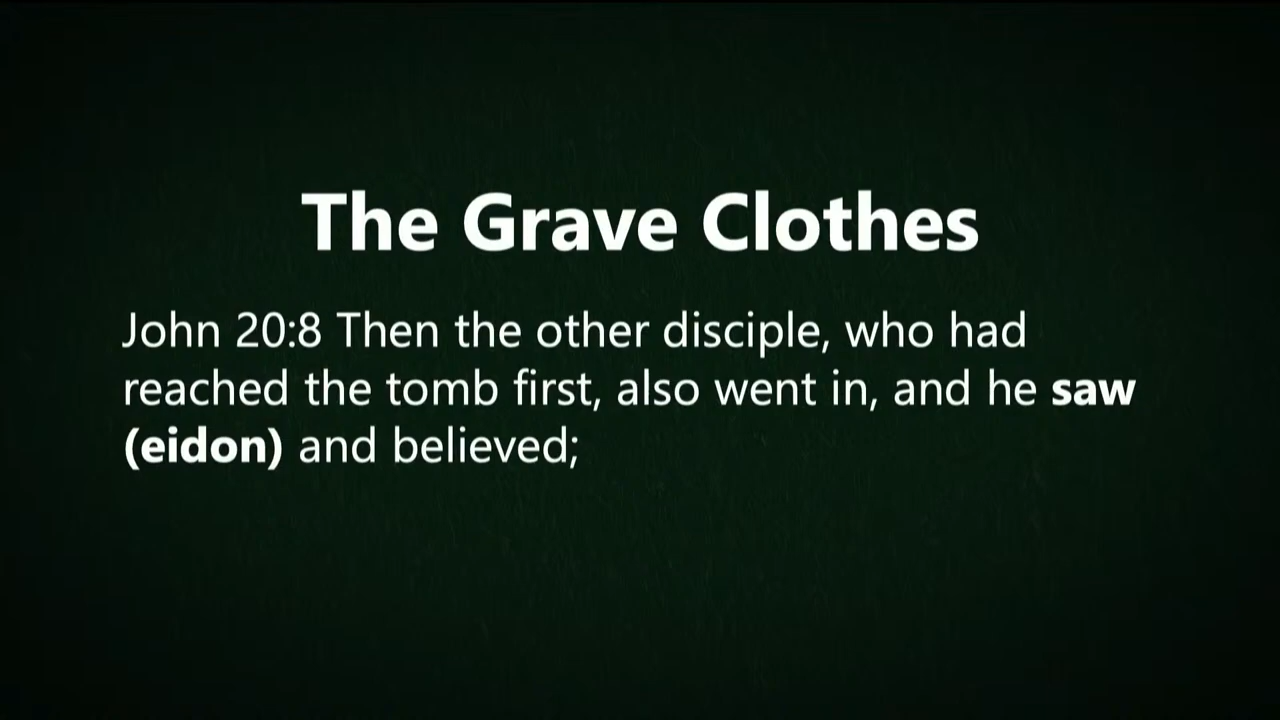 The Grave Clothes
John 20:8 Then the other disciple, who had
reached the tomb first, also went in, and he saw
(eidon) and believed;